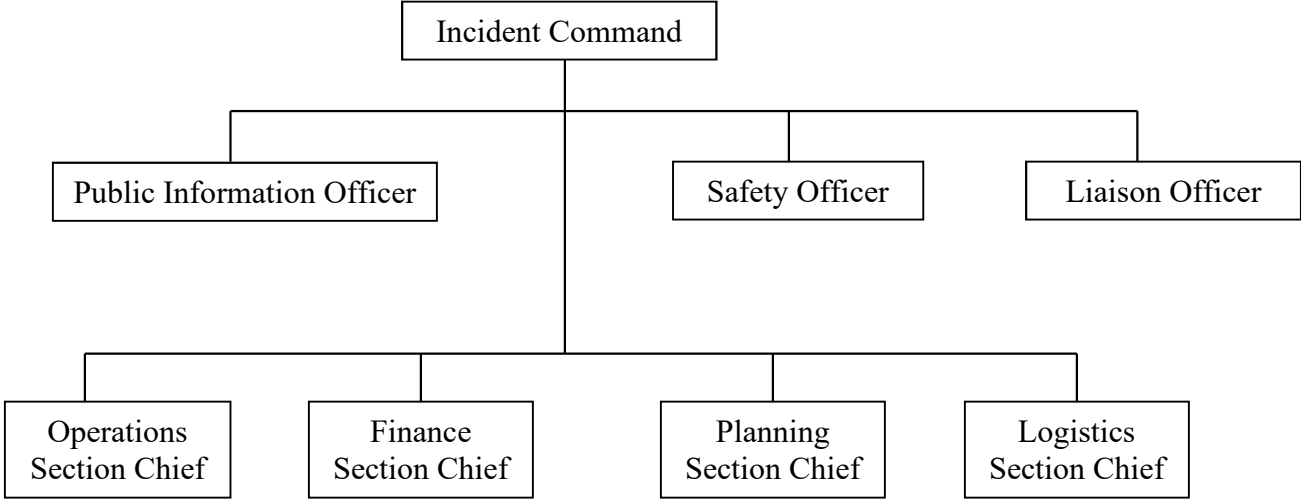 Incident Command
Public Information Officer
Safety Officer
Liaison Officer
Operations
Section Chief
Finance
Section Chief
Planning
Section Chief
Logistics
Section Chief